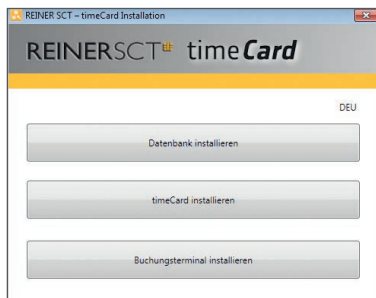 REINER SCT – timeCard Installation
REINERSCT timeCard
DEU
Datenbank installieren
timeCard installieren
Buchungsterminal installieren